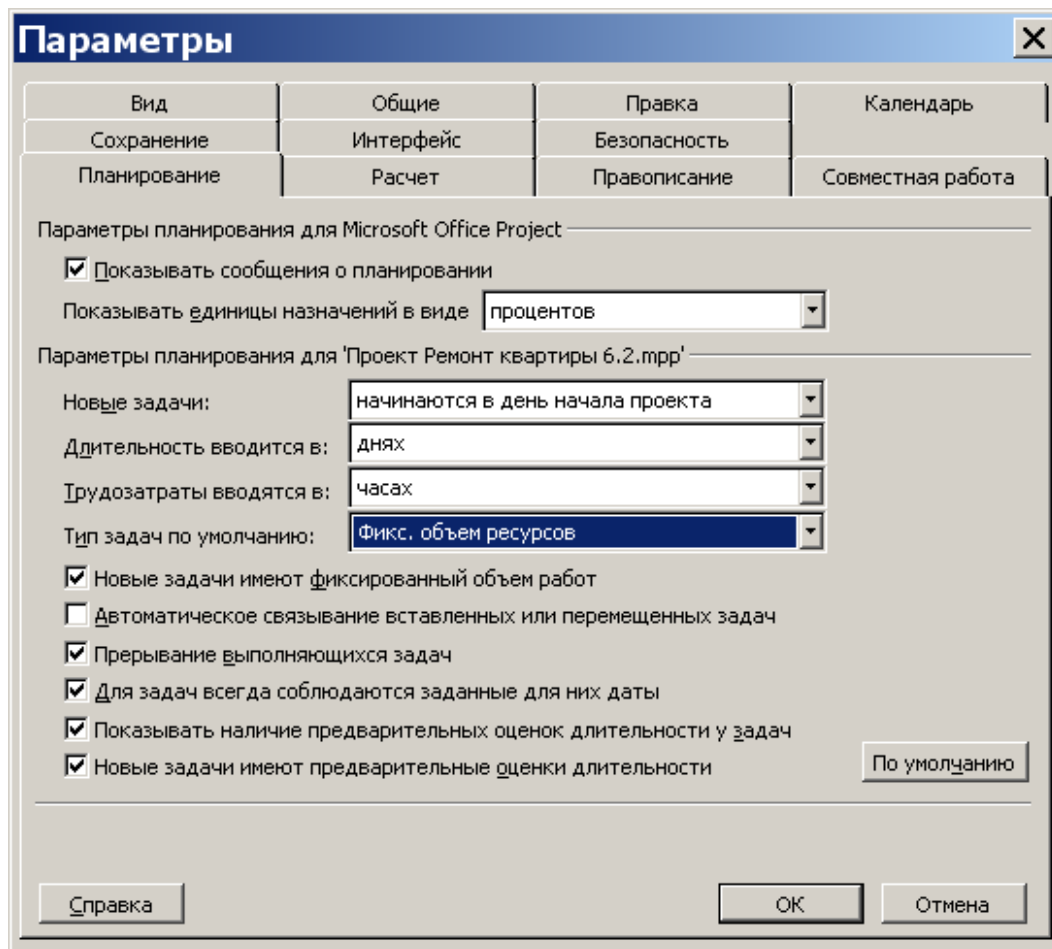 Параметры
Вид Общие Правка Календарь
Сохранение Интерфейс Безопасность
Планирование Расчет Правописание Совместная работа
Параметры планирования для Microsoft Office Project
Показывать сообщения о планировании
Показывать единицы назначений в виде процентов
Параметры планирования для 'Проект Ремонт квартиры 6.2.mpp'
Новые задачи: начинаются в день начала проекта
Длительность вводится в: днях
Трудозатраты вводятся в: часах
Тип задач по умолчанию: Фикс. объем ресурсов
Новые задачи имеют фиксированный объем работ
Автоматическое связывание вставленных или перемещенных задач
Прерывание выполняющихся задач
Для задач всегда соблюдаются заданные для них даты
Показывать наличие предварительных оценок длительности у задач
Новые задачи имеют предварительные оценки длительности По умолчанию
Справка ОК Отмена